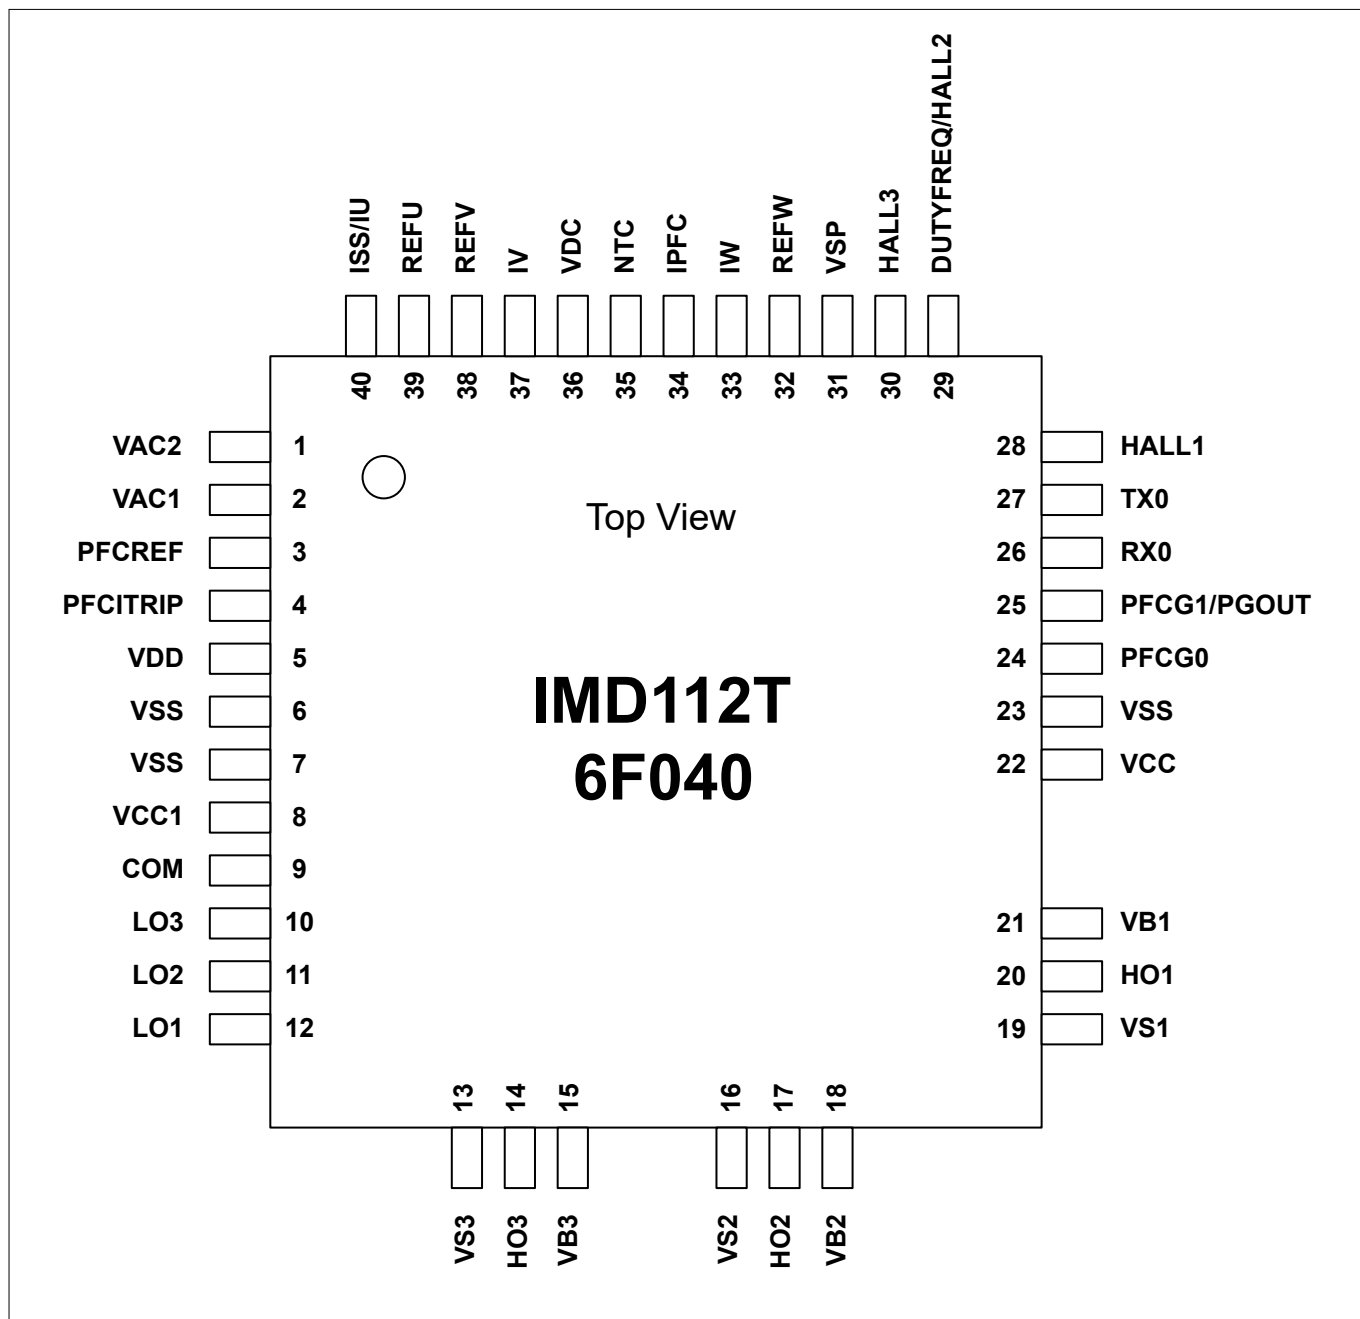 ISS/IU
REFU
REFV
IV
VDC
NTC
IPFC
IW
REFW
VSP
HALL3
DUTYFREQ/HALL2
40
39
38
37
36
35
34
33
32
31
30
29
VAC2 1
VAC1 2
PFCREF 3
PFCITRIP 4
VDD 5
VSS 6
VSS 7
VCC1 8
COM 9
LO3 10
LO2 11
LO1 12
Top View
IMD112T
6F040
28 HALL1
27 TX0
26 RX0
25 PFCG1/PGOUT
24 PFCG0
23 VSS
22 VCC
21 VB1
20 HO1
19 VS1
13
14
15
16
17
18
VS3
HO3
VB3
VS2
HO2
VB2